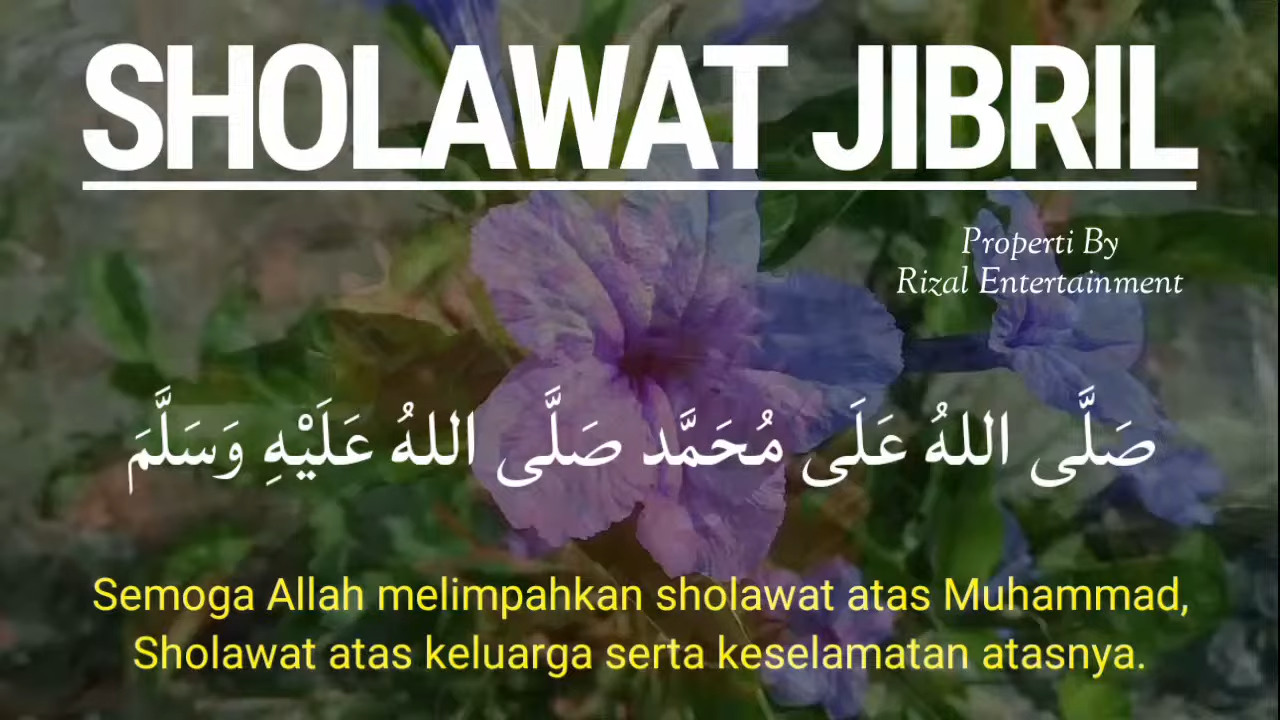 SHOLAWAT JIBRIL
Properti By
Rizal Entertainment
صَلَّى اللهُ عَلَى مُحَمَّد صَلَّى اللهُ عَلَيْهِ وَسَلَّمَ
Semoga Allah melimpahkan sholawat atas Muhammad,
Sholawat atas keluarga serta keselamatan atasnya.